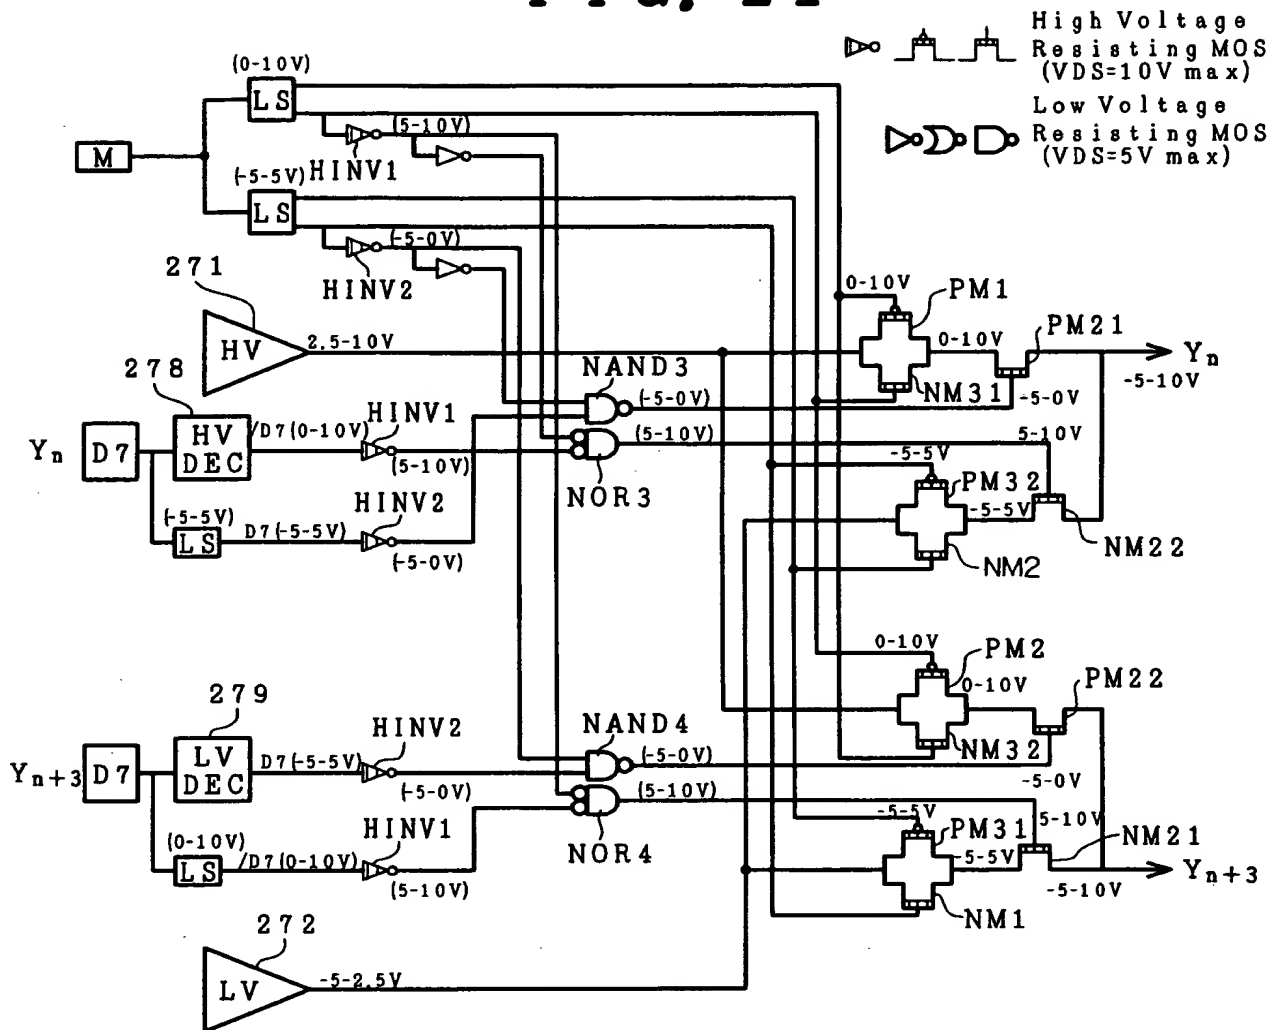 High Voltage
Resisting MOS
(VDS=10V max)
Low Voltage
Resisting MOS
(VDS=5V max)
(0-10V)
LS
(5-10V)
M
HINV1
(-5-5V)
LS
(-5-0V)
271
HINV2
0-10V
PM1
HV
2.5-10V
0-10V
PM21
Yn
-5-10V
278
NAND3
(-5-0V)
NM31
-5-0V
HINV1
Yn
D7
HV
DEC
/D7(0-10V)
(5-10V)
(5-10V)
5-10V
NOR3
-5-5V
PM32
HINV2
(-5-5V)
LS
D7(-5-5V)
(-5-0V)
-5-5V
NM22
NM2
0-10V
PM2
279
0-10V
PM22
HINV2
NAND4
(-5-0V)
NM32
Yn+3
D7
LV
DEC
D7(-5-5V)
(-5-0V)
-5-0V
(5-10V)
HINV1
(0-10V)
LS
/D7(0-10V)
(5-10V)
NOR4
-5-5V
PM31
5-10V
NM21
-5-5V
Yn+3
-5-10V
NM1
272
LV
-5-2.5V